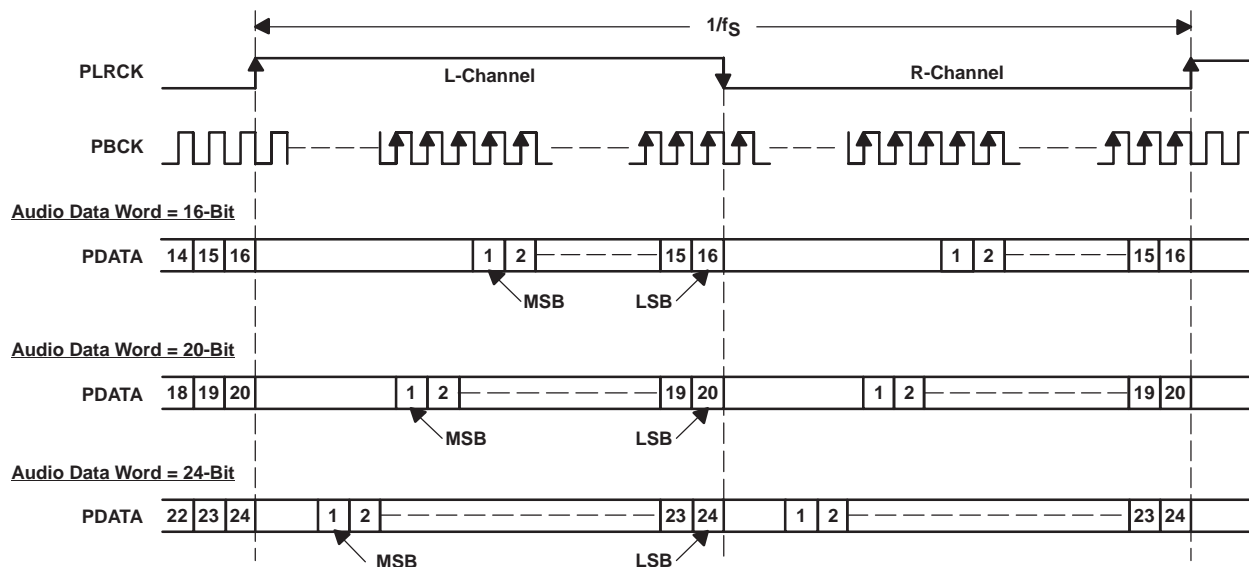 1/fS
PLRCK L-Channel R-Channel
PBCK
Audio Data Word = 16-Bit
PDATA 14 15 16 1 2 15 16 1 2 15 16
MSB LSB
Audio Data Word = 20-Bit
PDATA 18 19 20 1 2 19 20 1 2 19 20
MSB LSB
Audio Data Word = 24-Bit
PDATA 22 23 24 1 2 23 24 1 2 23 24
MSB LSB